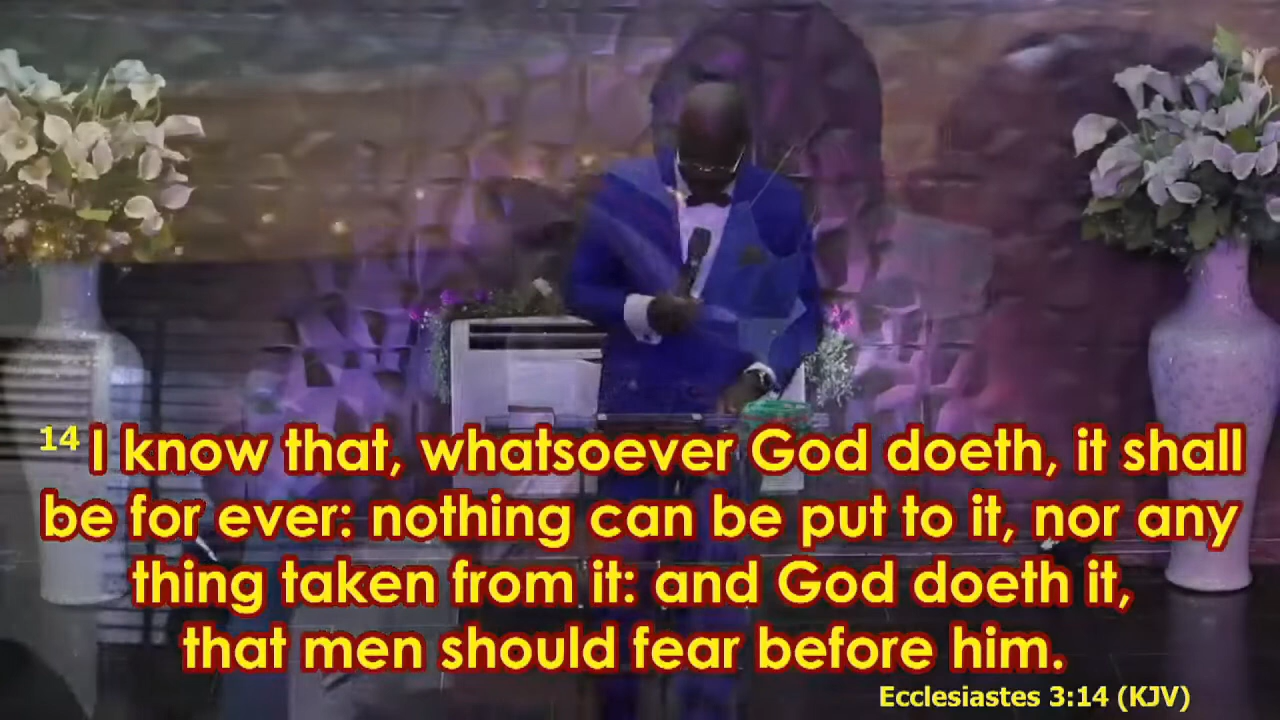 14 I know that, whatsoever God doeth, it shall
be for ever: nothing can be put to it, nor any
thing taken from it: and God doeth it,
that men should fear before him.
Ecclesiastes 3:14 (KJV)